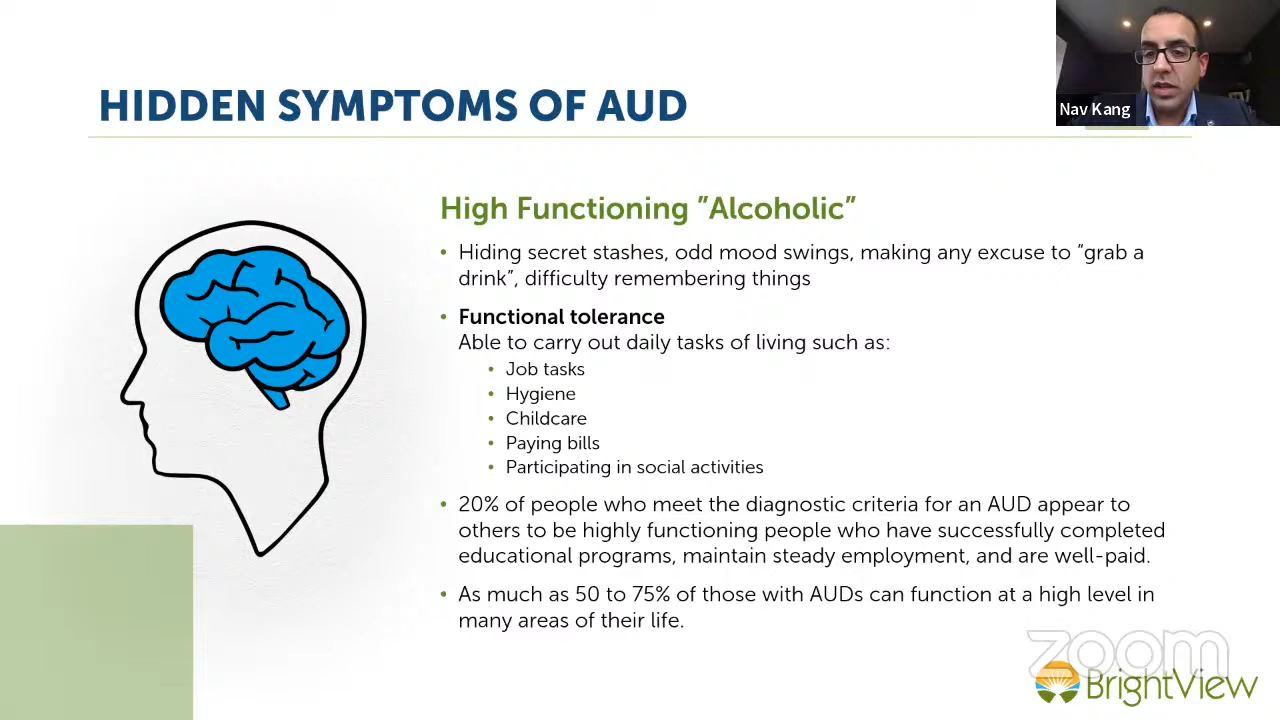 HIDDEN SYMPTOMS OF AUD
Nav Kang
High Functioning ”Alcoholic”
• Hiding secret stashes, odd mood swings, making any excuse to “grab a
drink”, difficulty remembering things
• Functional tolerance
Able to carry out daily tasks of living such as:
• Job tasks
• Hygiene
• Childcare
• Paying bills
• Participating in social activities
• 20% of people who meet the diagnostic criteria for an AUD appear to
others to be highly functioning people who have successfully completed
educational programs, maintain steady employment, and are well-paid.
• As much as 50 to 75% of those with AUDs can function at a high level in
many areas of their life.
zoom
BrightView